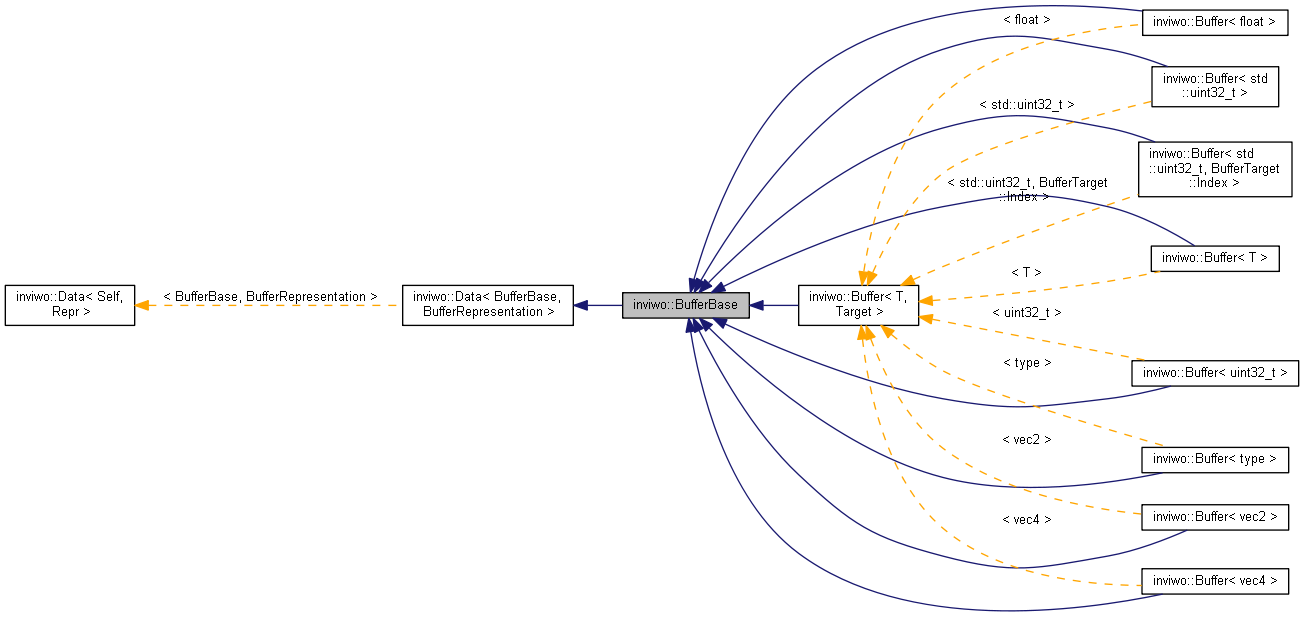 inviwo::Data< Self,
Repr >
< BufferBase, BufferRepresentation >
inviwo::Data< BufferBase,
BufferRepresentation >
inviwo::BufferBase
inviwo::Buffer< T,
Target >
< float >
< std::uint32_t >
< std::uint32_t, BufferTarget
::Index >
< T >
< uint32_t >
< type >
< vec2 >
< vec4 >
inviwo::Buffer< float >
inviwo::Buffer< std
::uint32_t >
inviwo::Buffer< std
::uint32_t, BufferTarget
::Index >
inviwo::Buffer< T >
inviwo::Buffer< uint32_t >
inviwo::Buffer< type >
inviwo::Buffer< vec2 >
inviwo::Buffer< vec4 >